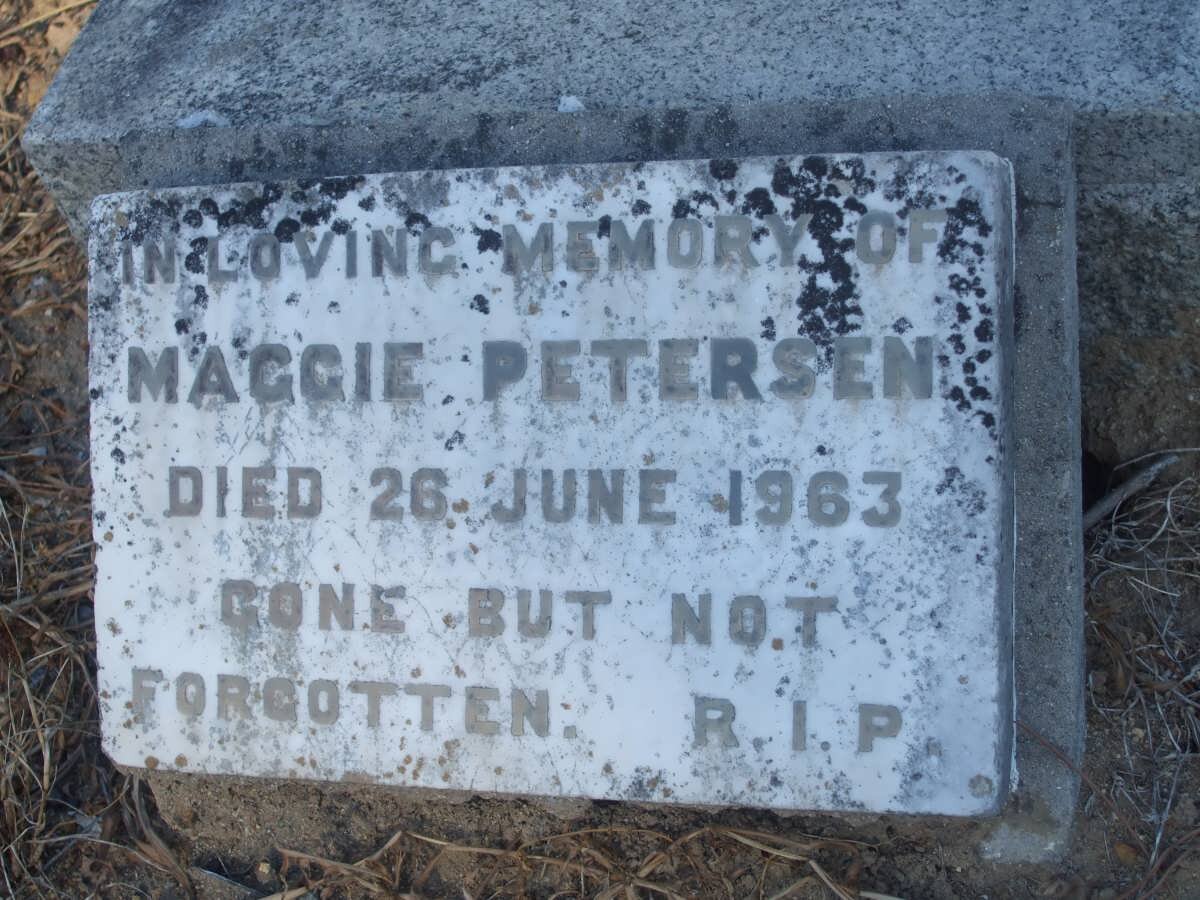 IN LOVING MEMORY OF
MAGGIE PETERSEN
DIED 26 JUNE 1963
GONE BUT NOT
FORGOTTEN. R.I.P.